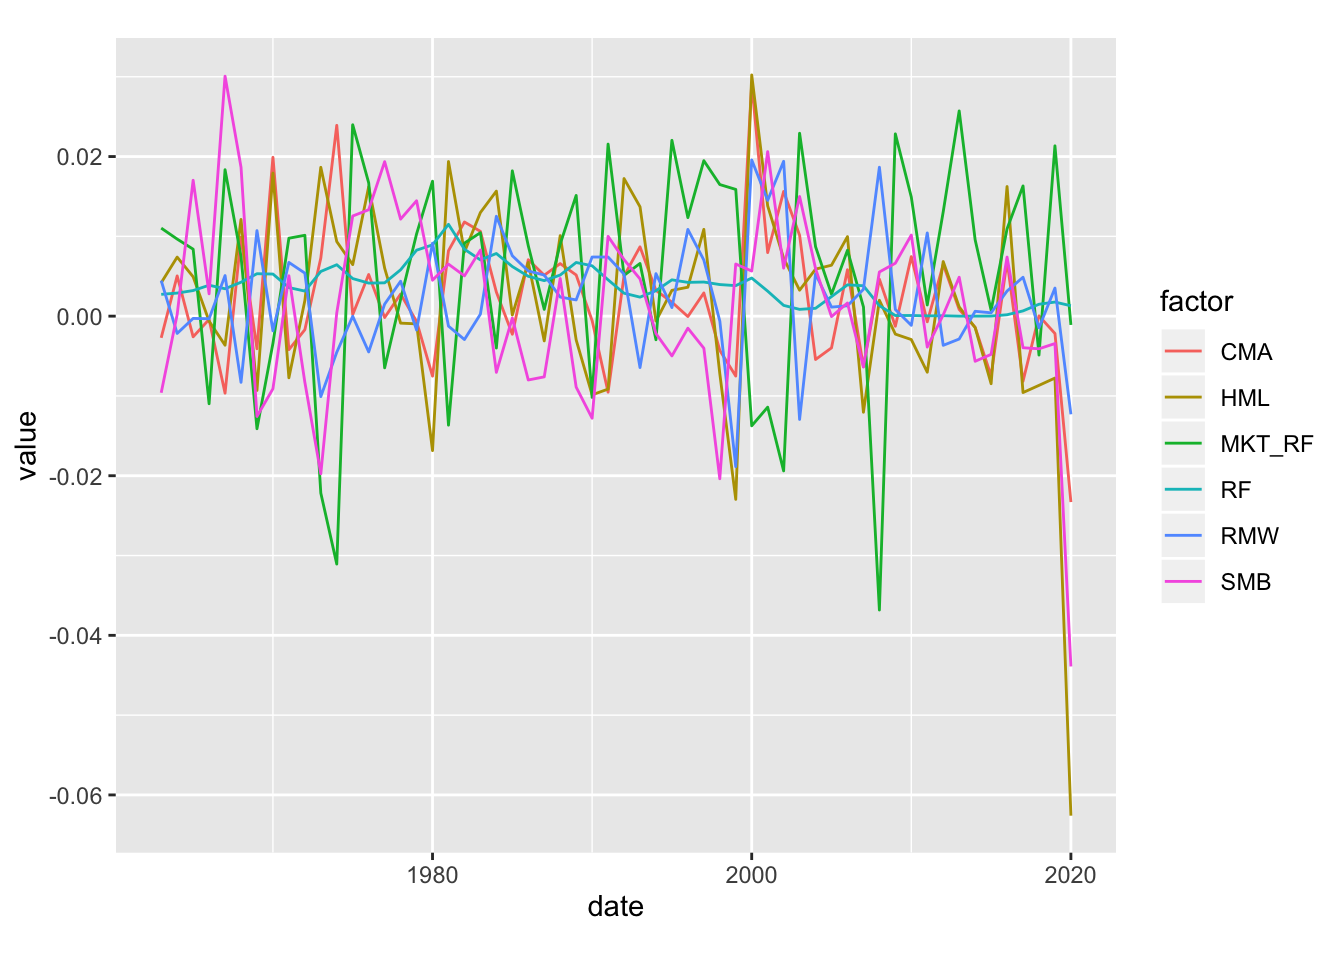 0.02
0.00
-0.02
-0.04
-0.06
value
1980
2000
2020
date
factor
CMA
HML
MKT_RF
RF
RMW
SMB